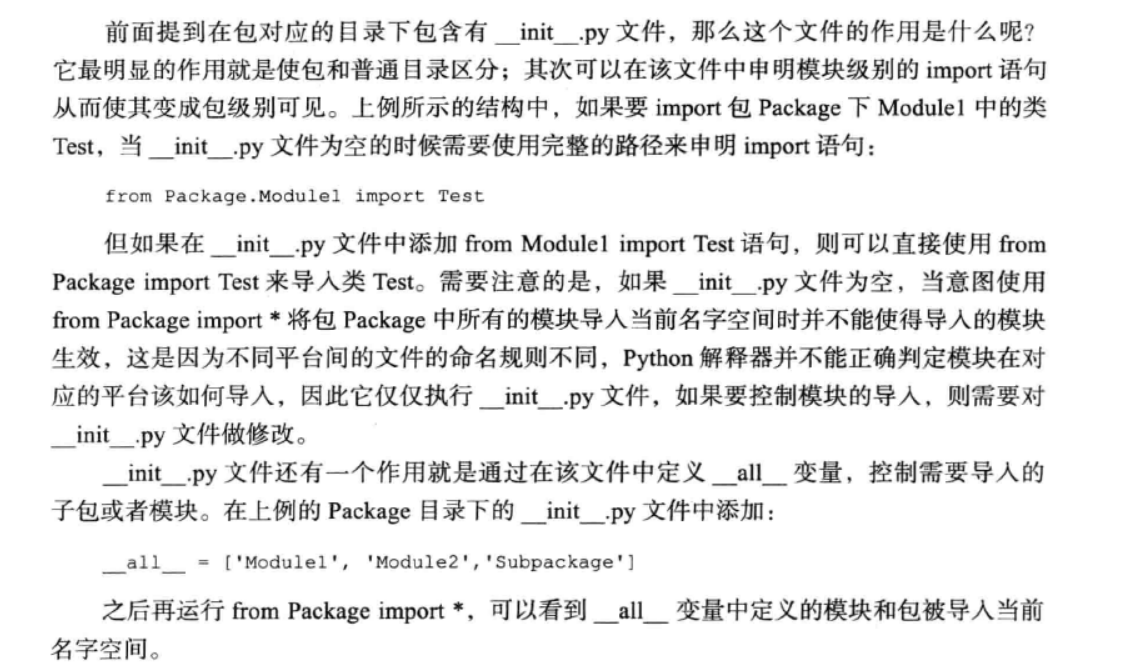 前面提到在包对应的目录下包含有 __init__.py 文件，那么这个文件的作用是什么呢？
它最明显的作用就是使包和普通目录区分；其次可以在该文件中申明模块级别的 import 语句
从而使其变成包级别可见。上例所示的结构中，如果要 import 包 Package 下 Module1 中的类
Test，当 __init__.py 文件为空的时候需要使用完整的路径来申明 import 语句：
from Package.Module1 import Test
但如果在 __init__.py 文件中添加 from Module1 import Test 语句，则可以直接使用 from
Package import Test 来导入类 Test。需要注意的是，如果 __init__.py 文件为空，当意图使用
from Package import * 将包 Package 中所有的模块导入当前名字空间时并不能使得导入的模块
生效，这是因为不同平台间的文件的命名规则不同，Python 解释器并不能正确判定模块在对
应的平台该如何导入，因此它仅仅执行 __init__.py 文件，如果要控制模块的导入，则需要对
__init__.py 文件做修改。
__init__.py 文件还有一个作用就是通过在该文件中定义 __all__ 变量，控制需要导入的
子包或者模块。在上例的 Package 目录下的 __init__.py 文件中添加：
__all__ = ['Module1', 'Module2','Subpackage']
之后再运行 from Package import *，可以看到 __all__ 变量中定义的模块和包被导入当前
名字空间。